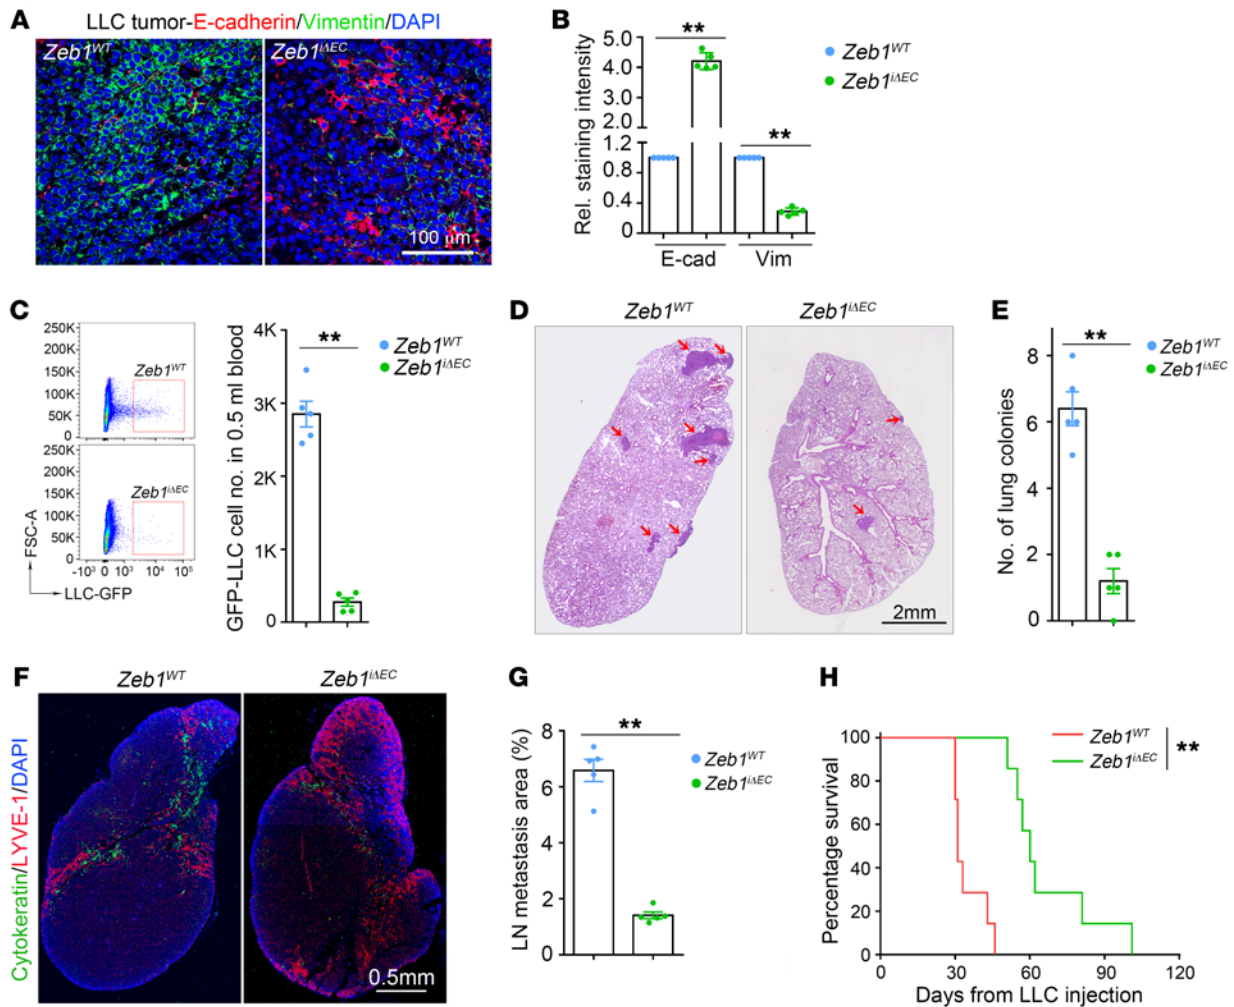 A
LLC tumor-E-cadherin/Vimentin/DAPI
Zeb1WT
Zeb1iΔEC
100 μm
B
Rel. staining intensity
5.0
4.0
3.0
2.0
1.2
0.8
0.4
0
**
**
E-cad
Vim
Zeb1WT
Zeb1iΔEC
C
250K
200K
150K
100K
50K
0
Zeb1WT
250K
200K
150K
100K
50K
0
Zeb1iΔEC
-10³ 0 10³ 10⁴ 10⁵
FSC-A
LLC-GFP
GFP-LLC cell no. in 0.5 ml blood
4K
3K
2K
1K
0
**
Zeb1WT
Zeb1iΔEC
D
Zeb1WT
Zeb1iΔEC
2mm
E
No. of lung colonies
8
6
4
2
0
**
Zeb1WT
Zeb1iΔEC
F
Zeb1WT
Zeb1iΔEC
Cytokeratin/LYVE-1/DAPI
0.5mm
G
LN metastasis area (%)
8
6
4
2
0
**
Zeb1WT
Zeb1iΔEC
H
Percentage survival
100
80
60
40
20
0
0 30 60 90 120
Days from LLC injection
Zeb1WT
Zeb1iΔEC
**